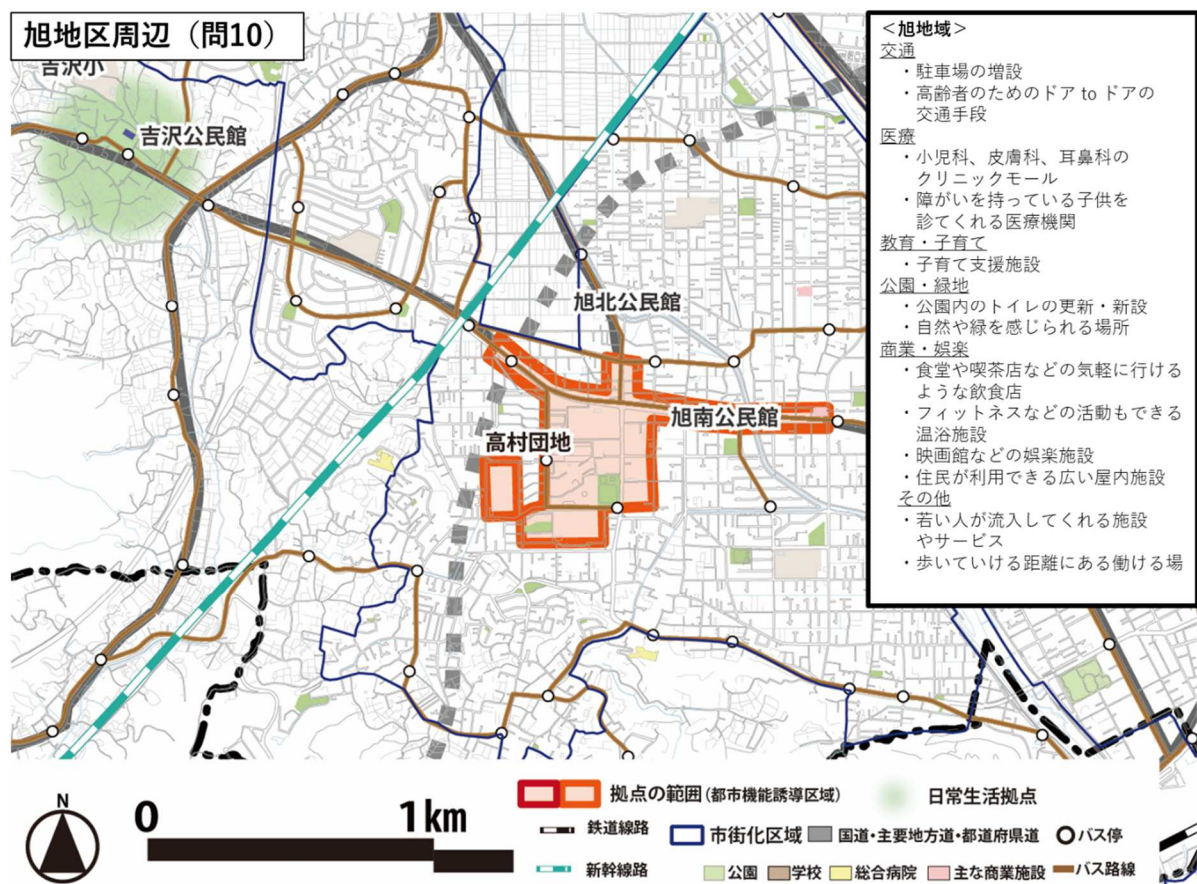 旭地区周辺（問10）
吉沢小
吉沢公民館
旭北公民館
旭南公民館
高村団地
＜旭地域＞
交通
・駐車場の増設
・高齢者のためのドア to ドアの
交通手段
医療
・小児科、皮膚科、耳鼻科の
クリニックモール
・障がいを持っている子供を
診てくれる医療機関
教育・子育て
・子育て支援施設
公園・緑地
・公園内のトイレの更新・新設
・自然や緑を感じられる場所
商業・娯楽
・食堂や喫茶店などの気軽に行ける
ような飲食店
・フィットネスなどの活動もできる
温浴施設
・映画館などの娯楽施設
・住民が利用できる広い屋内施設
その他
・若い人が流入してくれる施設
やサービス
・歩いていける距離にある働ける場
N
0 1km
拠点の範囲(都市機能誘導区域) 日常生活拠点
鉄道線路 市街化区域 国道・主要地方道・都道府県道 バス停
新幹線路 公園 学校 総合病院 主な商業施設 バス路線